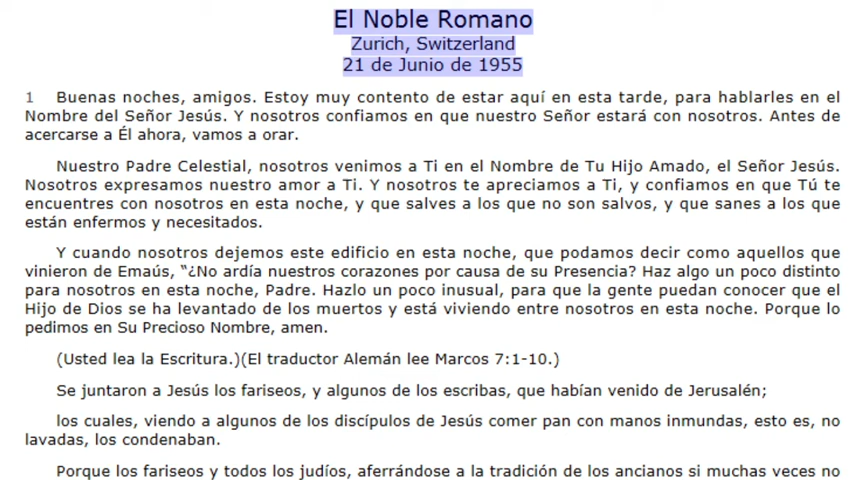 El Noble Romano
Zurich, Switzerland
21 de Junio de 1955
1 Buenas noches, amigos. Estoy muy contento de estar aquí en esta tarde, para hablarles en el
Nombre del Señor Jesús. Y nosotros confiamos en que nuestro Señor estará con nosotros. Antes de
acercarse a Él ahora, vamos a orar.
Nuestro Padre Celestial, nosotros venimos a Ti en el Nombre de Tu Hijo Amado, el Señor Jesús.
Nosotros expresamos nuestro amor a Ti. Y nosotros te apreciamos a Ti, y confiamos en que Tú te
encuentres con nosotros en esta noche, y que salves a los que no son salvos, y que sanes a los que
están enfermos y necesitados.
Y cuando nosotros dejemos este edificio en esta noche, que podamos decir como aquellos que
vinieron de Emaús, "¿No ardía nuestros corazones por causa de su Presencia? Haz algo un poco distinto
para nosotros en esta noche, Padre. Hazlo un poco inusual, para que la gente puedan conocer que el
Hijo de Dios se ha levantado de los muertos y está viviendo entre nosotros en esta noche. Porque lo
pedimos en Su Precioso Nombre, amen.
(Usted lea la Escritura.)(El traductor Alemán lee Marcos 7:1-10.)
Se juntaron a Jesús los fariseos, y algunos de los escribas, que habían venido de Jerusalén;
los cuales, viendo a algunos de los discípulos de Jesús comer pan con manos inmundas, esto es, no
lavadas, los condenaban.
Porque los fariseos y todos los judíos, aferrándose a la tradición de los ancianos si muchas veces no